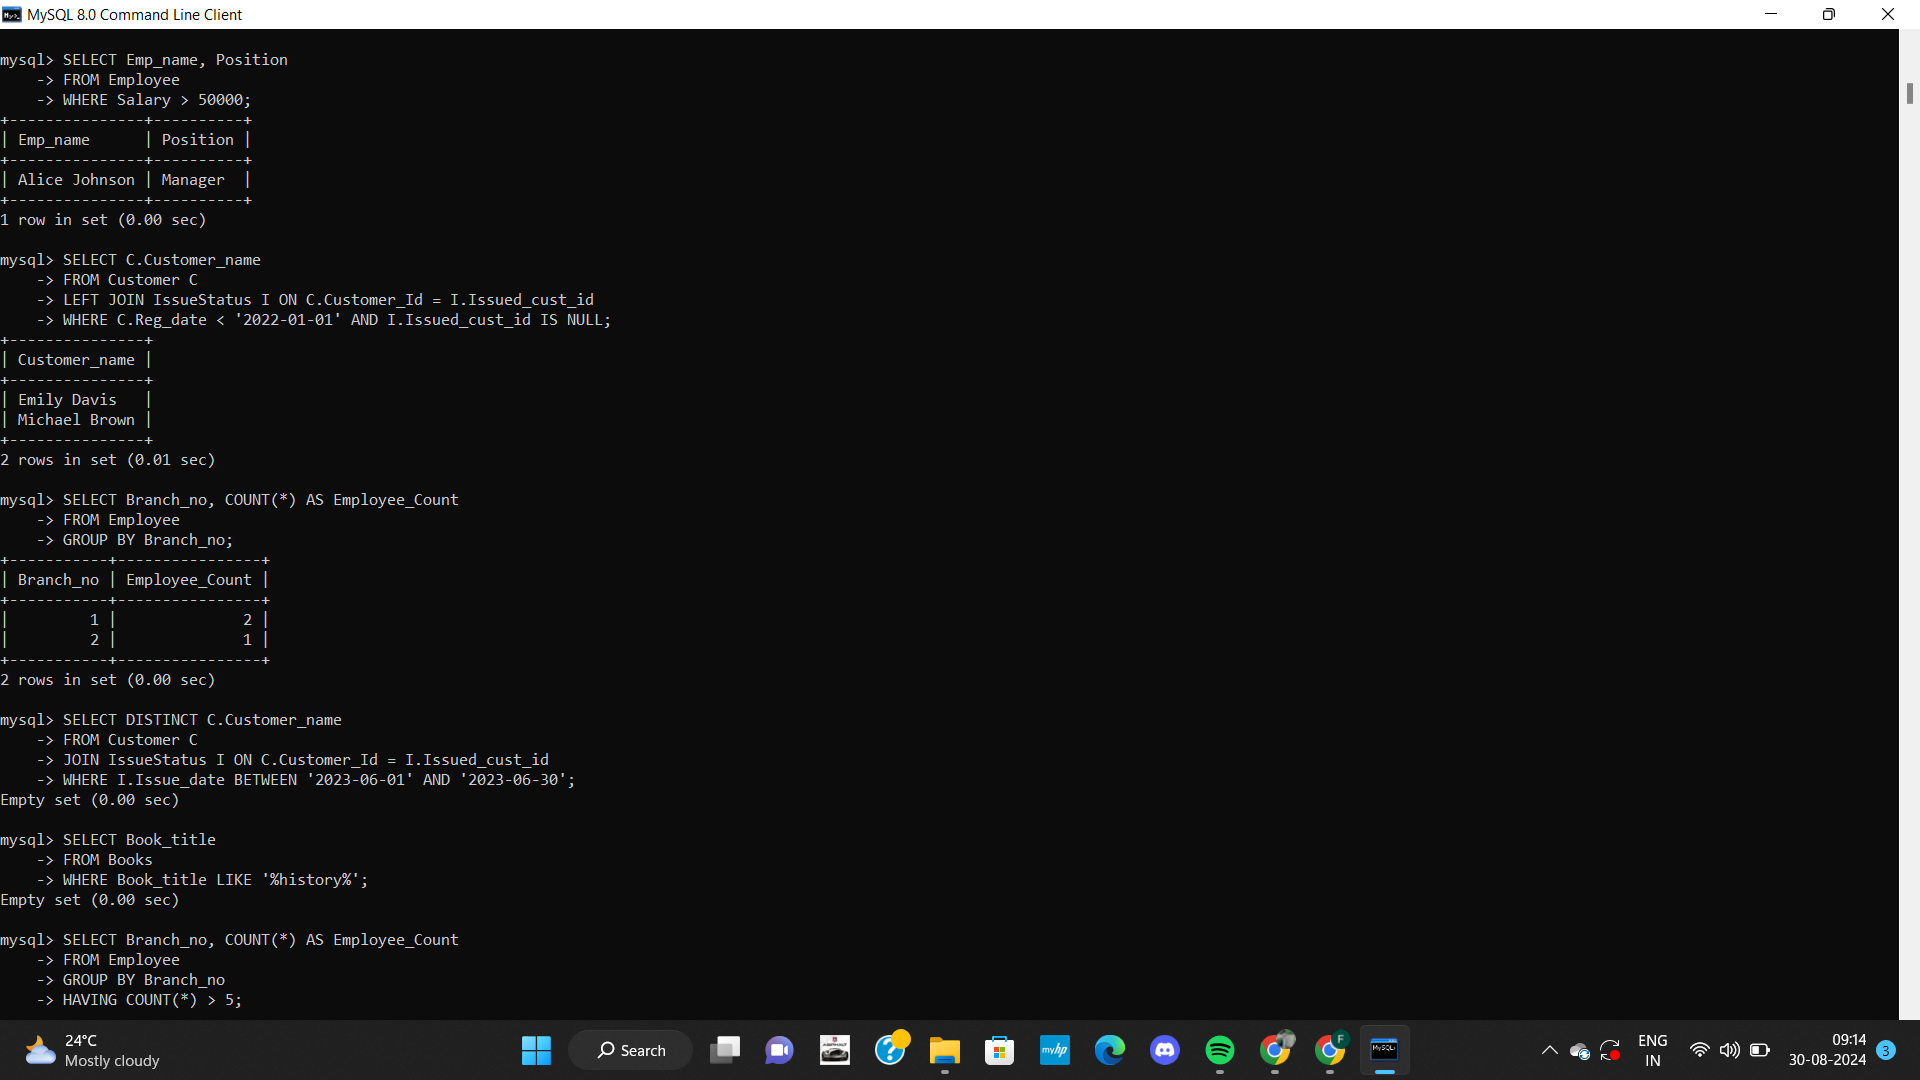 MySQL 8.0 Command Line Client
mysql> SELECT Emp_name, Position
    -> FROM Employee
    -> WHERE Salary > 50000;
+---------------+----------+
| Emp_name      | Position |
+---------------+----------+
| Alice Johnson | Manager  |
+---------------+----------+
1 row in set (0.00 sec)
mysql> SELECT C.Customer_name
    -> FROM Customer C
    -> LEFT JOIN IssueStatus I ON C.Customer_Id = I.Issued_cust_id
    -> WHERE C.Reg_date < '2022-01-01' AND I.Issued_cust_id IS NULL;
+---------------+
| Customer_name |
+---------------+
| Emily Davis   |
| Michael Brown |
+---------------+
2 rows in set (0.01 sec)
mysql> SELECT Branch_no, COUNT(*) AS Employee_Count
    -> FROM Employee
    -> GROUP BY Branch_no;
+-----------+----------------+
| Branch_no | Employee_Count |
+-----------+----------------+
|         1 |              2 |
|         2 |              1 |
+-----------+----------------+
2 rows in set (0.00 sec)
mysql> SELECT DISTINCT C.Customer_name
    -> FROM Customer C
    -> JOIN IssueStatus I ON C.Customer_Id = I.Issued_cust_id
    -> WHERE I.Issue_date BETWEEN '2023-06-01' AND '2023-06-30';
Empty set (0.00 sec)
mysql> SELECT Book_title
    -> FROM Books
    -> WHERE Book_title LIKE '%history%';
Empty set (0.00 sec)
mysql> SELECT Branch_no, COUNT(*) AS Employee_Count
    -> FROM Employee
    -> GROUP BY Branch_no
    -> HAVING COUNT(*) > 5;
24°C
Mostly cloudy
Search
myhp
F
ENG
IN
09:14
30-08-2024
3